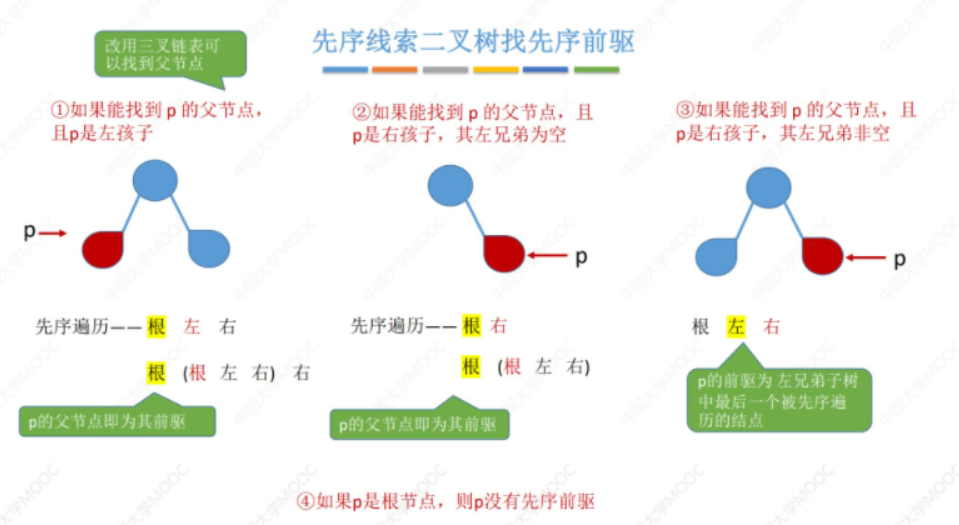 先序线索二叉树找先序前驱
改用三叉链表可
以找到父节点
①如果能找到 p 的父节点，
且p是左孩子
p
先序遍历——根 左 右
根 (根 左 右) 右
p的父节点即为其前驱
②如果能找到 p 的父节点，且
p是右孩子，其左兄弟为空
p
先序遍历——根 右
根 (根 左 右)
p的父节点即为其前驱
③如果能找到 p 的父节点，且
p是右孩子，其左兄弟非空
p
根 左 右
p的前驱为 左兄弟子树
中最后一个被先序遍
历的结点
④如果p是根节点，则p没有先序前驱
中国大学MOOC